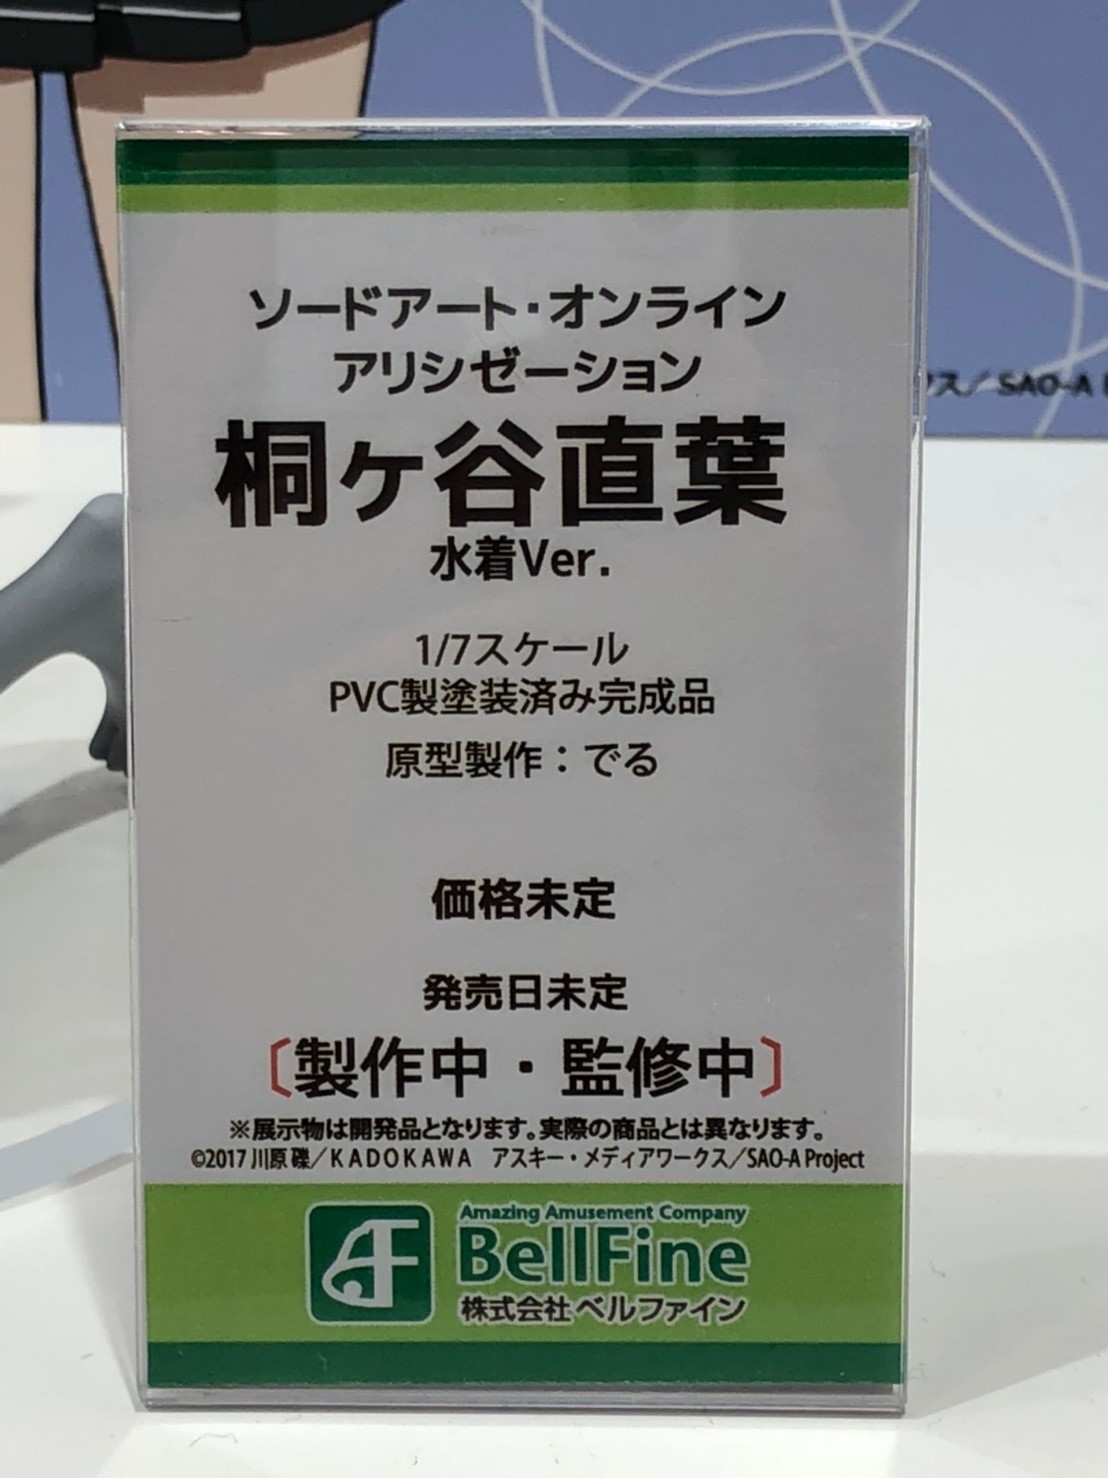 ス／ SAO-A
ソードアート・オンライン
アリシゼーション
桐ヶ谷直葉
水着Ver.
1/7スケール
PVC製塗装済み完成品
原型製作：でる
価格未定
発売日未定
〔製作中・監修中〕
※展示物は開発品となります。実際の商品とは異なります。
©2017 川原 礫／KADOKAWA アスキー・メディアワークス／SAO-A Project
Amazing Amusement Company
BellFine
株式会社ベルファイン